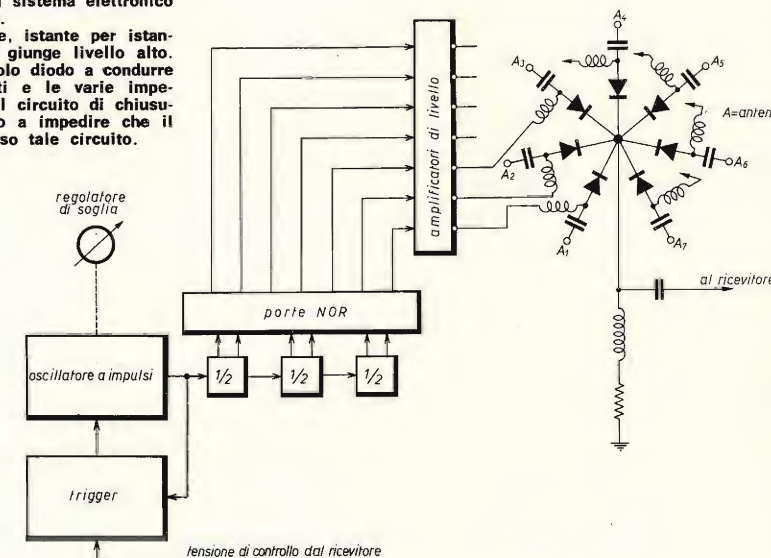 sistema elettronico
e, istante per istan-
giunge livello alto.
olo diodo a condurre
ti e le varie impe-
l circuito di chiusu-
o a impedire che il
so tale circuito.
regolatore
di soglia
oscillatore a impulsi
trigger
tensione di controllo dal ricevitore
1/2
1/2
1/2
porte NOR
amplificatori di livello
A1
A2
A3
A4
A5
A6
A7
A=anten
al ricevitore